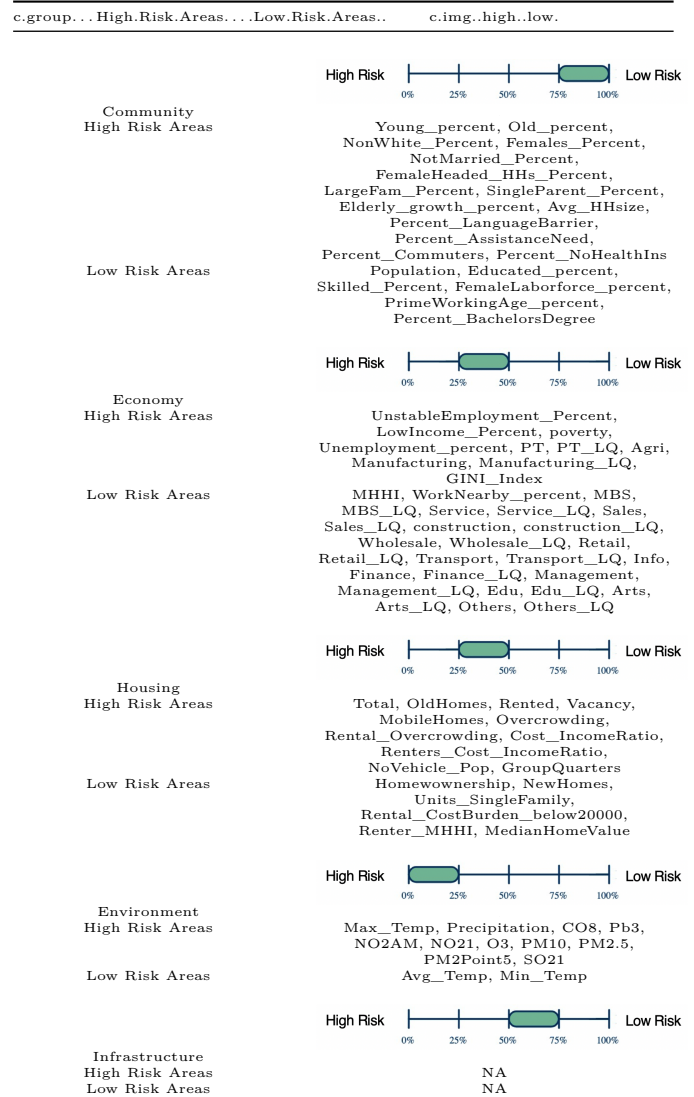 c.group...High.Risk.Areas....Low.Risk.Areas.. c.img..high..low.
High Risk Low Risk
0% 25% 50% 75% 100%
Community
High Risk Areas Young_percent, Old_percent,
NonWhite_Percent, Females_Percent,
NotMarried_Percent,
FemaleHeaded_HHs_Percent,
LargeFam_Percent, SingleParent_Percent,
Elderly_growth_percent, Avg_HHsize,
Percent_LanguageBarrier,
Percent_AssistanceNeed,
Percent_Commuters, Percent_NoHealthIns
Low Risk Areas Population, Educated_percent,
Skilled_Percent, FemaleLaborforce_percent,
PrimeWorkingAge_percent,
Percent_BachelorsDegree
High Risk Low Risk
0% 25% 50% 75% 100%
Economy
High Risk Areas UnstableEmployment_Percent,
LowIncome_Percent, poverty,
Unemployment_percent, PT, PT_LQ, Agri,
Manufacturing, Manufacturing_LQ,
GINI_Index
Low Risk Areas MHHI, WorkNearby_percent, MBS,
MBS_LQ, Service, Service_LQ, Sales,
Sales_LQ, construction, construction_LQ,
Wholesale, Wholesale_LQ, Retail,
Retail_LQ, Transport, Transport_LQ, Info,
Finance, Finance_LQ, Management,
Management_LQ, Edu, Edu_LQ, Arts,
Arts_LQ, Others, Others_LQ
High Risk Low Risk
0% 25% 50% 75% 100%
Housing
High Risk Areas Total, OldHomes, Rented, Vacancy,
MobileHomes, Overcrowding,
Rental_Overcrowding, Cost_IncomeRatio,
Renters_Cost_IncomeRatio,
NoVehicle_Pop, GroupQuarters
Low Risk Areas Homewownership, NewHomes,
Units_SingleFamily,
Rental_CostBurden_below20000,
Renter_MHHI, MedianHomeValue
High Risk Low Risk
0% 25% 50% 75% 100%
Environment
High Risk Areas Max_Temp, Precipitation, CO8, Pb3,
NO2AM, NO21, O3, PM10, PM2.5,
PM2Point5, SO21
Low Risk Areas Avg_Temp, Min_Temp
High Risk Low Risk
0% 25% 50% 75% 100%
Infrastructure
High Risk Areas NA
Low Risk Areas NA